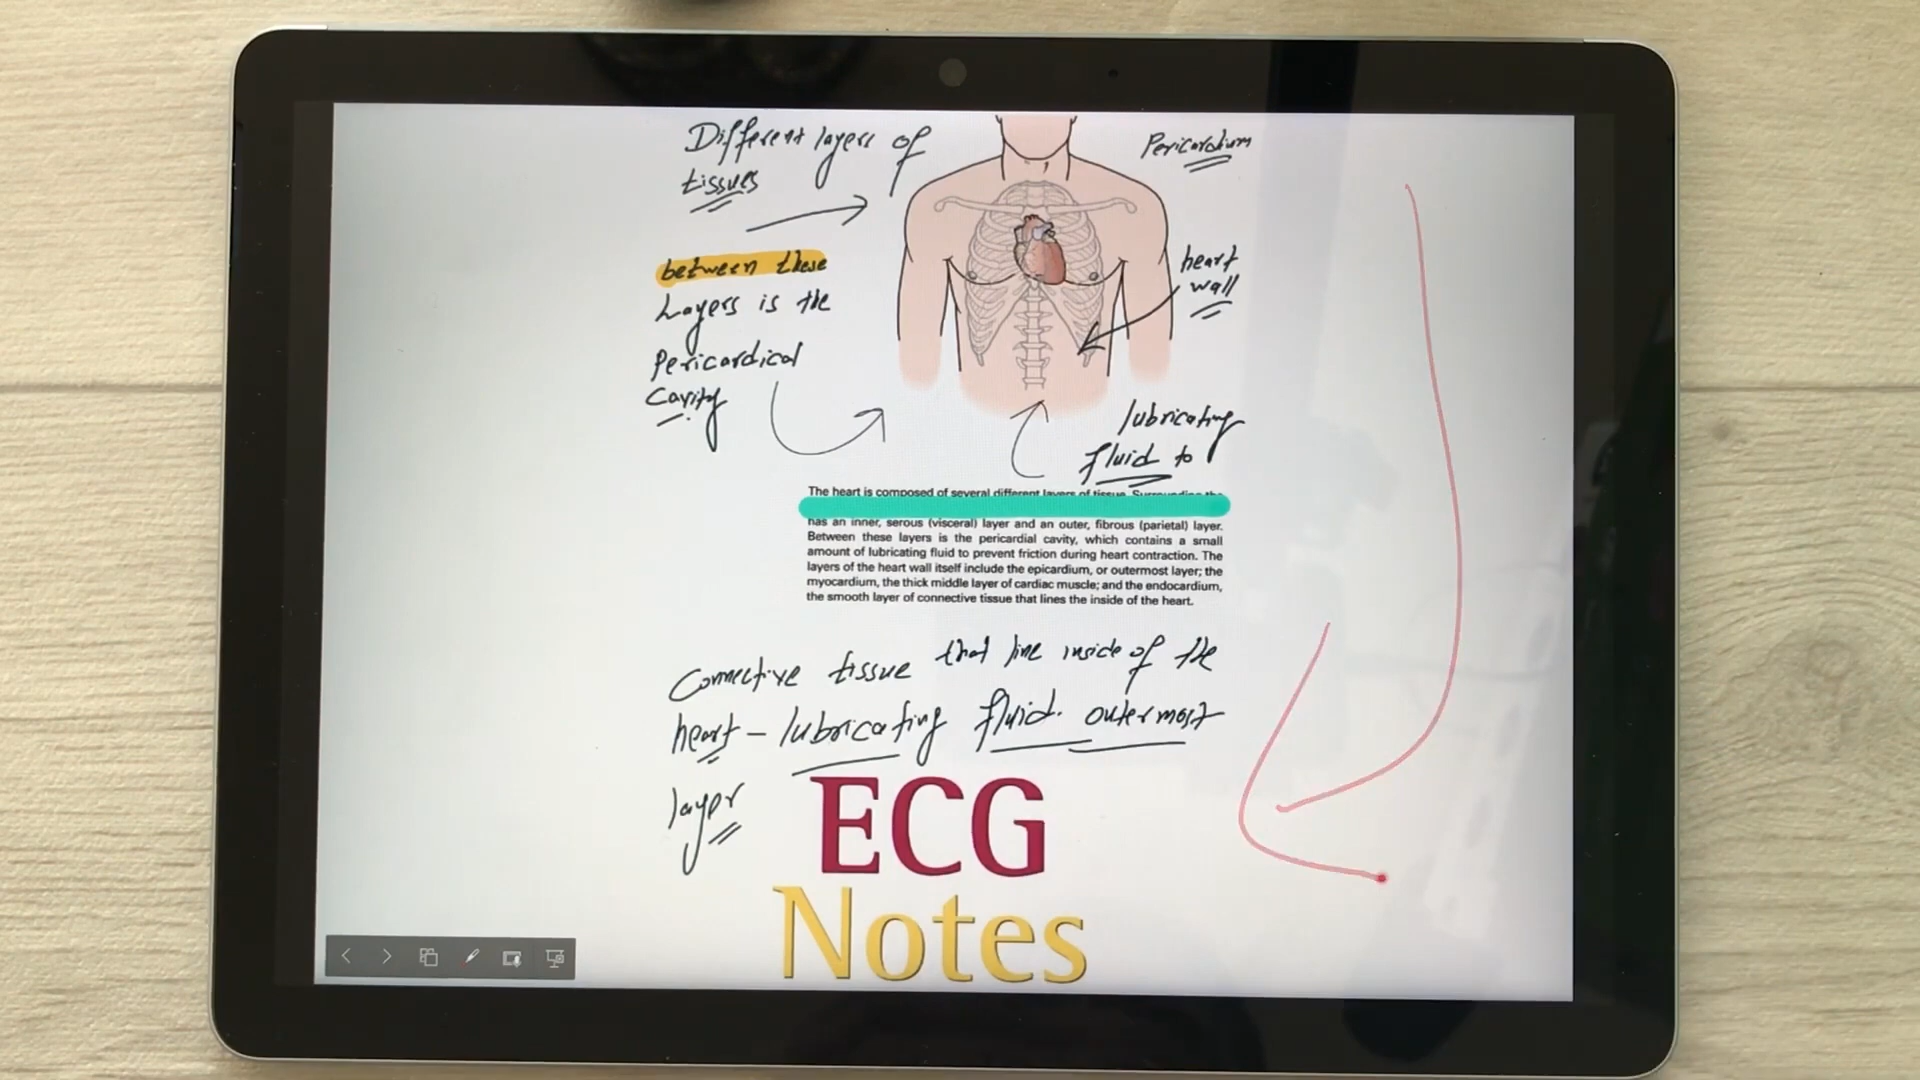 Different layers of
tissues
Pericardium
between these
Layers is the
Pericardical
Cavity
heart
wall
lubricating
fluid to
The heart is composed of several different layers of tissue. Surrounding the
has an inner, serous (visceral) layer and an outer, fibrous (parietal) layer.
Between these layers is the pericardial cavity, which contains a small
amount of lubricating fluid to prevent friction during heart contraction. The
layers of the heart wall itself include the epicardium, or outermost layer; the
myocardium, the thick middle layer of cardiac muscle; and the endocardium,
the smooth layer of connective tissue that lines the inside of the heart.
Connective tissue that line inside of the
heart - lubricating fluid. outermost
layer
ECG
Notes